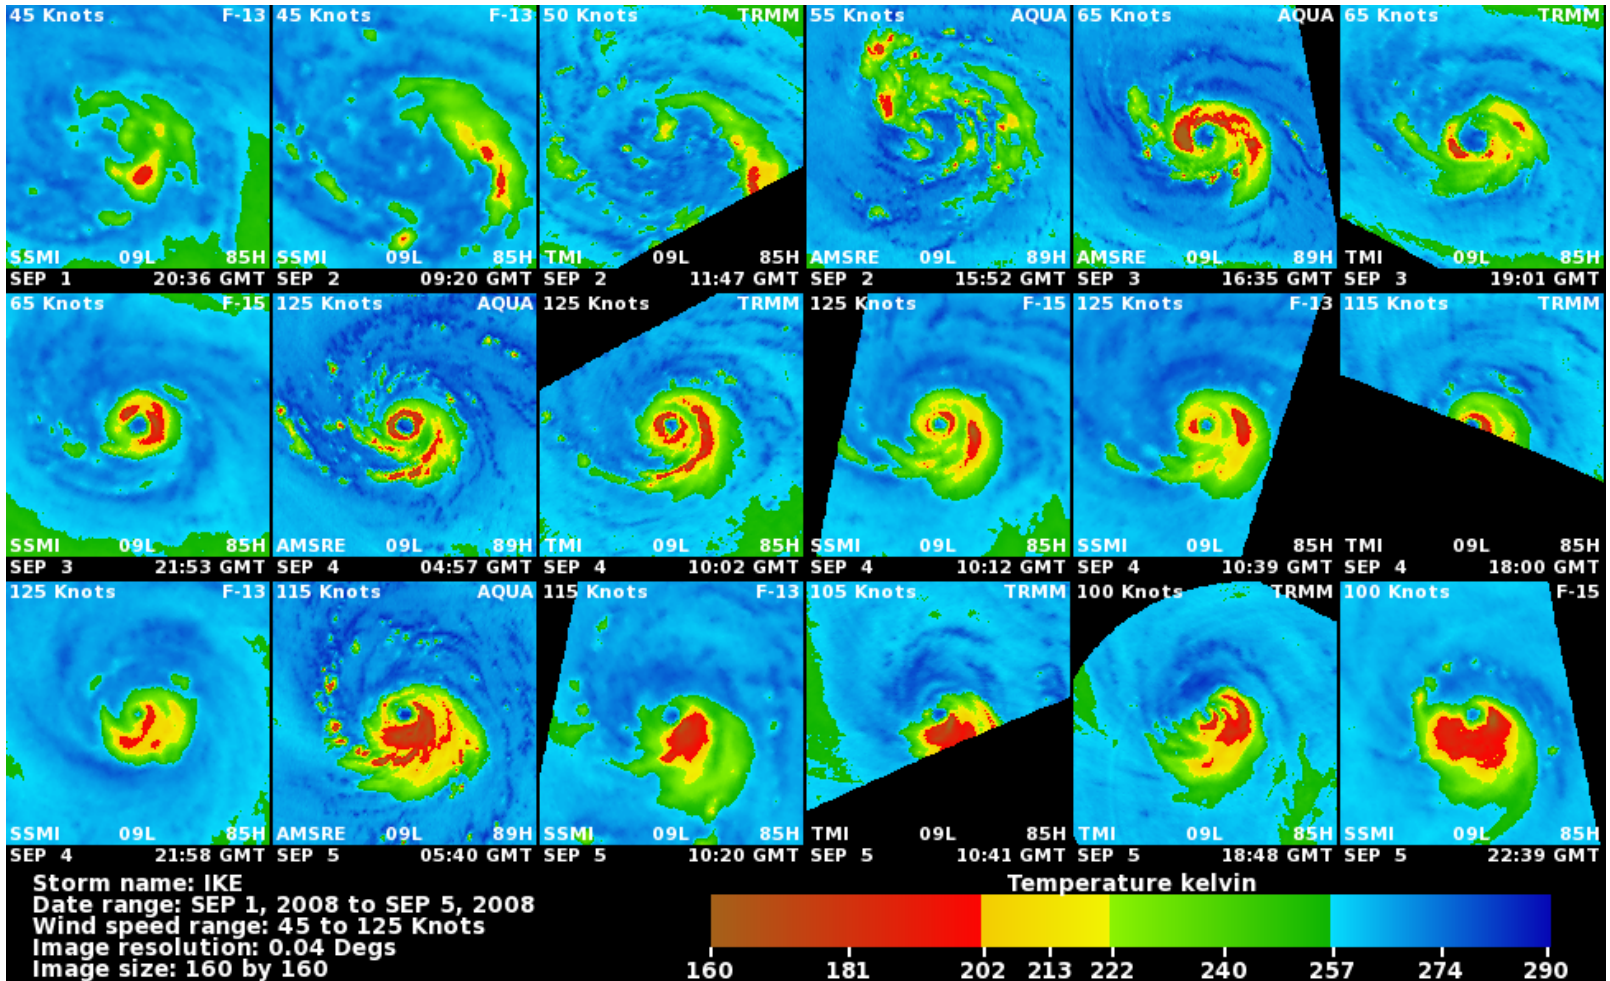 45 Knots F-13 45 Knots F-13 50 Knots TRMM 55 Knots AQUA 65 Knots AQUA 65 Knots TRMM
SSMI 09L 85H SSMI 09L 85H TMI 09L 85H AMSRE 09L 89H AMSRE 09L 89H TMI 09L 85H
SEP 1 20:36 GMT SEP 2 09:20 GMT SEP 2 11:47 GMT SEP 2 15:52 GMT SEP 3 16:35 GMT SEP 3 19:01 GMT
65 Knots F-15 125 Knots AQUA 125 Knots TRMM 125 Knots F-15 125 Knots F-13 115 Knots TRMM
SSMI 09L 85H AMSRE 09L 89H TMI 09L 85H SSMI 09L 85H SSMI 09L 85H TMI 09L 85H
SEP 3 21:53 GMT SEP 4 04:57 GMT SEP 4 10:02 GMT SEP 4 10:12 GMT SEP 4 10:39 GMT SEP 4 18:00 GMT
125 Knots F-13 115 Knots AQUA 115 Knots F-13 105 Knots TRMM 100 Knots TRMM 100 Knots F-15
SSMI 09L 85H AMSRE 09L 89H SSMI 09L 85H TMI 09L 85H TMI 09L 85H SSMI 09L 85H
SEP 4 21:58 GMT SEP 5 05:40 GMT SEP 5 10:20 GMT SEP 5 10:41 GMT SEP 5 18:48 GMT SEP 5 22:39 GMT
Storm name: IKE
Date range: SEP 1, 2008 to SEP 5, 2008
Wind speed range: 45 to 125 Knots
Image resolution: 0.04 Degs
Image size: 160 by 160
Temperature kelvin
160 181 202 213 222 240 257 274 290